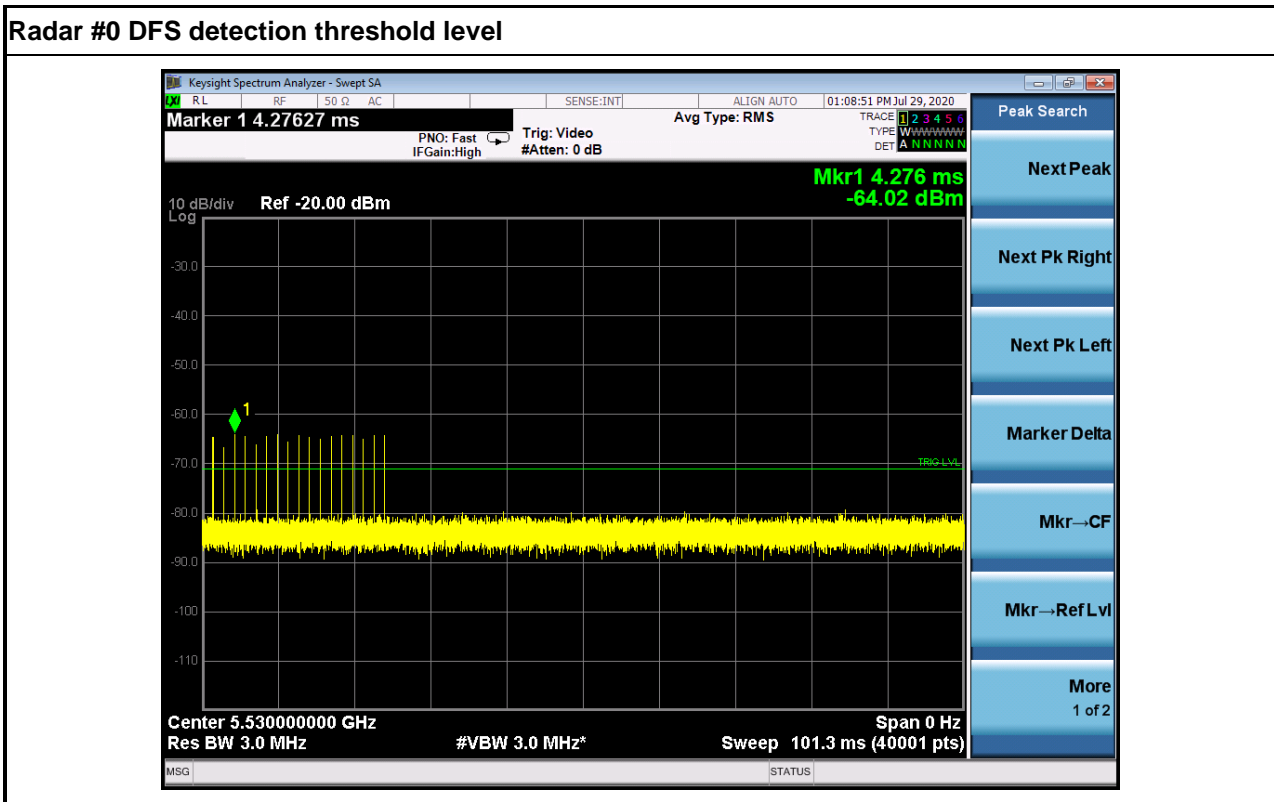 Radar #0 DFS detection threshold level
Keysight Spectrum Analyzer - Swept SA
LXI RL RF 50 Ω AC SENSE:INT ALIGN AUTO 01:08:51 PM Jul 29, 2020
Marker 1 4.27627 ms
PNO: Fast
IFGain:High
Trig: Video
#Atten: 0 dB
Avg Type: RMS
TRACE 1 2 3 4 5 6
TYPE WWWWWW
DET A N N N N N
Peak Search
Mkr1 4.276 ms
-64.02 dBm
10 dB/div
Log
Ref -20.00 dBm
-30.0
-40.0
-50.0
-60.0
1
-70.0
TRIG LVL
-80.0
-90.0
-100
-110
Center 5.530000000 GHz
Span 0 Hz
Res BW 3.0 MHz
#VBW 3.0 MHz*
Sweep 101.3 ms (40001 pts)
MSG
STATUS
Next Peak
Next Pk Right
Next Pk Left
Marker Delta
Mkr→CF
Mkr→Ref Lvl
More
1 of 2